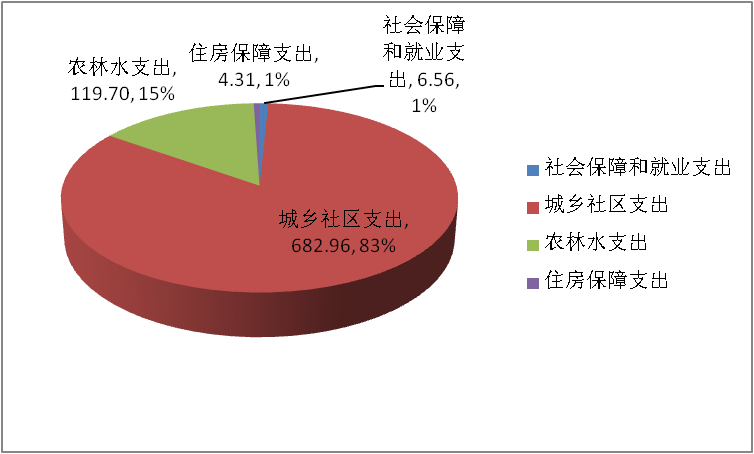 社会保障
和就业支
出, 6.56,
1%
住房保障支出,
4.31, 1%
农林水支出,
119.70, 15%
城乡社区支出,
682.96, 83%
社会保障和就业支出
城乡社区支出
农林水支出
住房保障支出